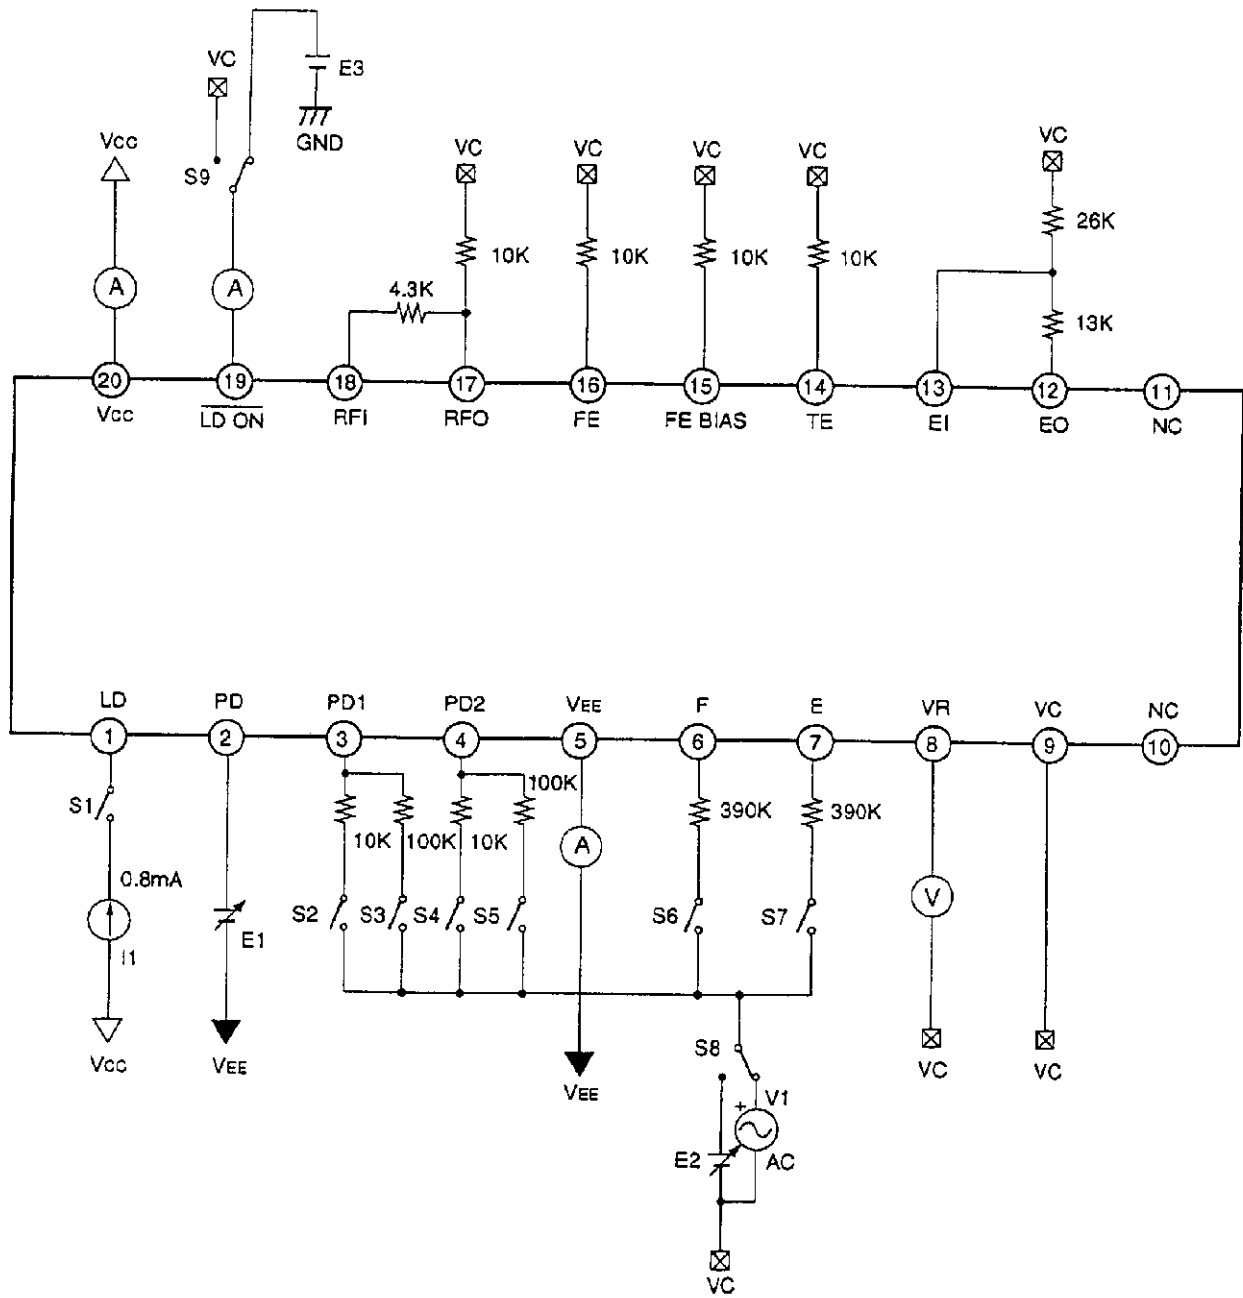 VC
E3
GND
Vcc
S9
VC
VC
VC
VC
VC
26K
10K
10K
10K
10K
4.3K
13K
A
A
20
19
18
17
16
15
14
13
12
11
Vcc
LD ON
RFI
RFO
FE
FE BIAS
TE
EI
EO
NC
LD
PD
PD1
PD2
VEE
F
E
VR
VC
NC
1
2
3
4
5
6
7
8
9
10
S1
100K
10K
100K
10K
390K
390K
A
0.8mA
I1
E1
S2
S3
S4
S5
S6
S7
V
Vcc
VEE
VEE
S8
VC
VC
+
V1
E2
AC
VC